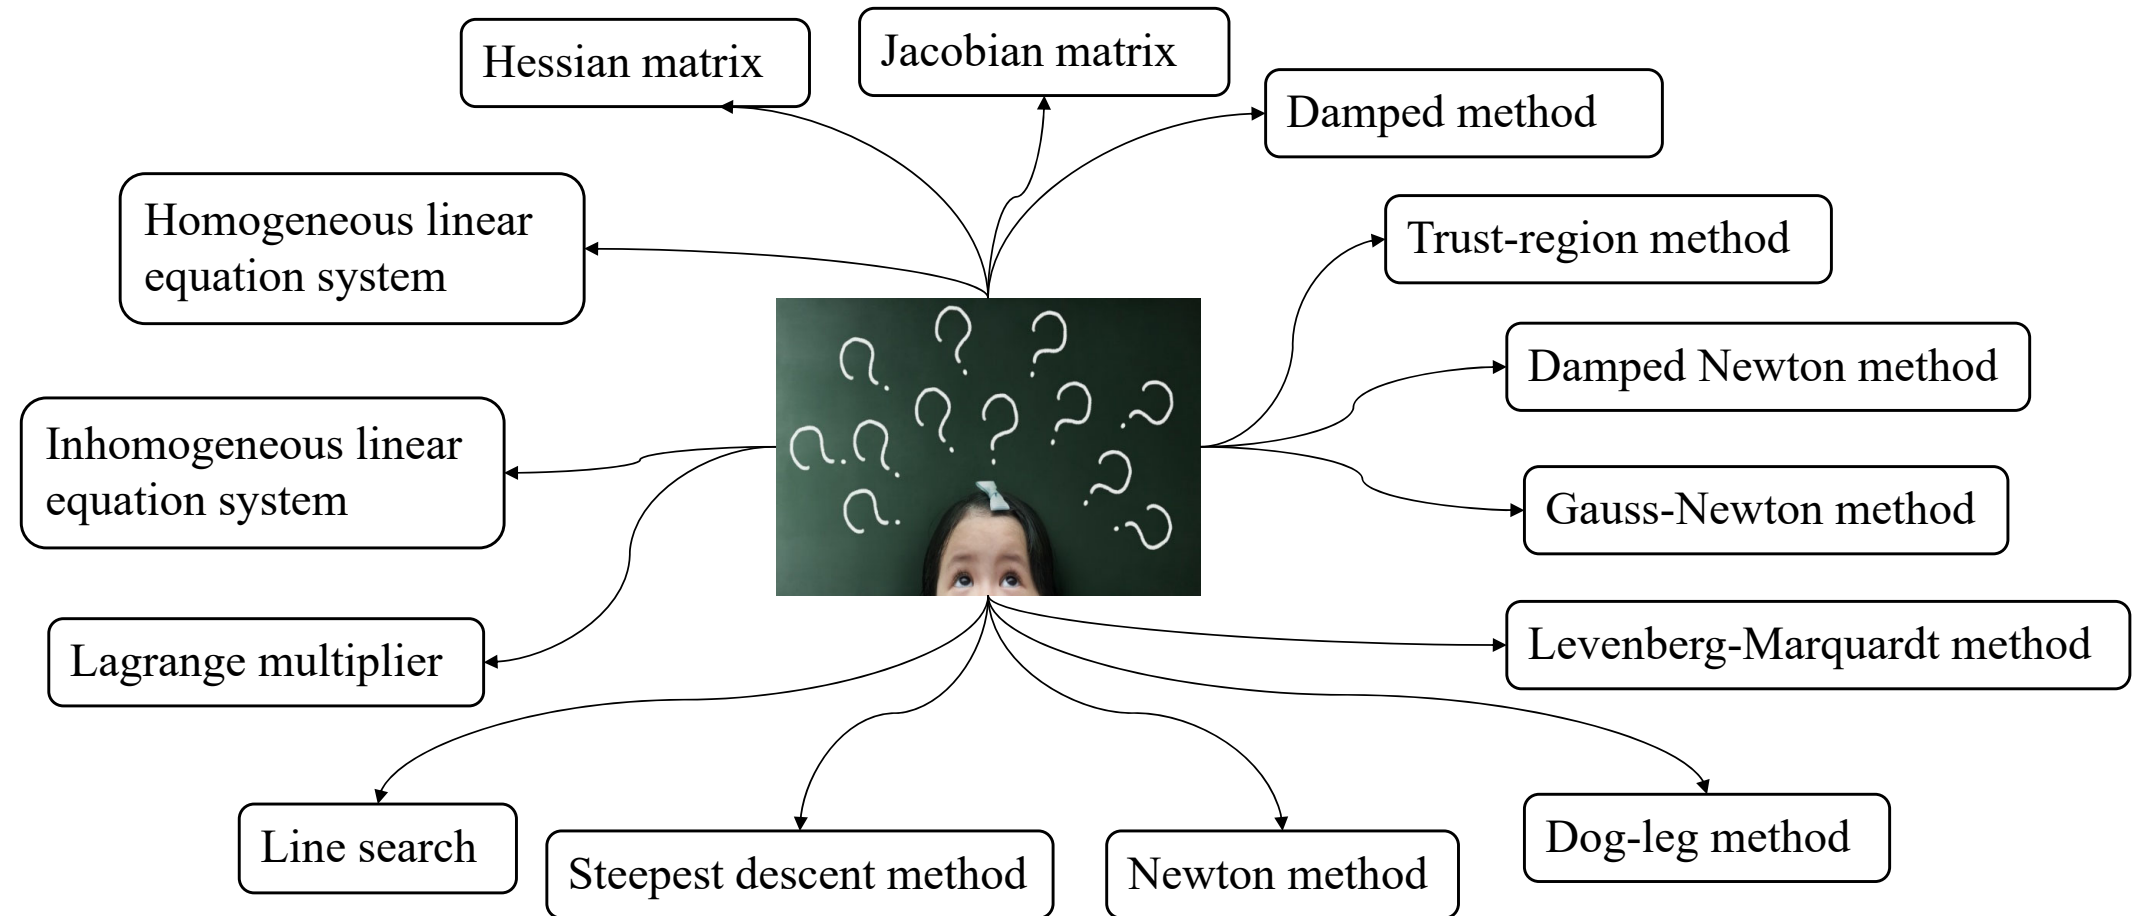 Hessian matrix
Jacobian matrix
Damped method
Homogeneous linear
equation system
Trust-region method
Damped Newton method
Inhomogeneous linear
equation system
Gauss-Newton method
Lagrange multiplier
Levenberg-Marquardt method
Line search
Steepest descent method
Newton method
Dog-leg method
? ? ? ? ? ? ? ? ? ? ? ? ?